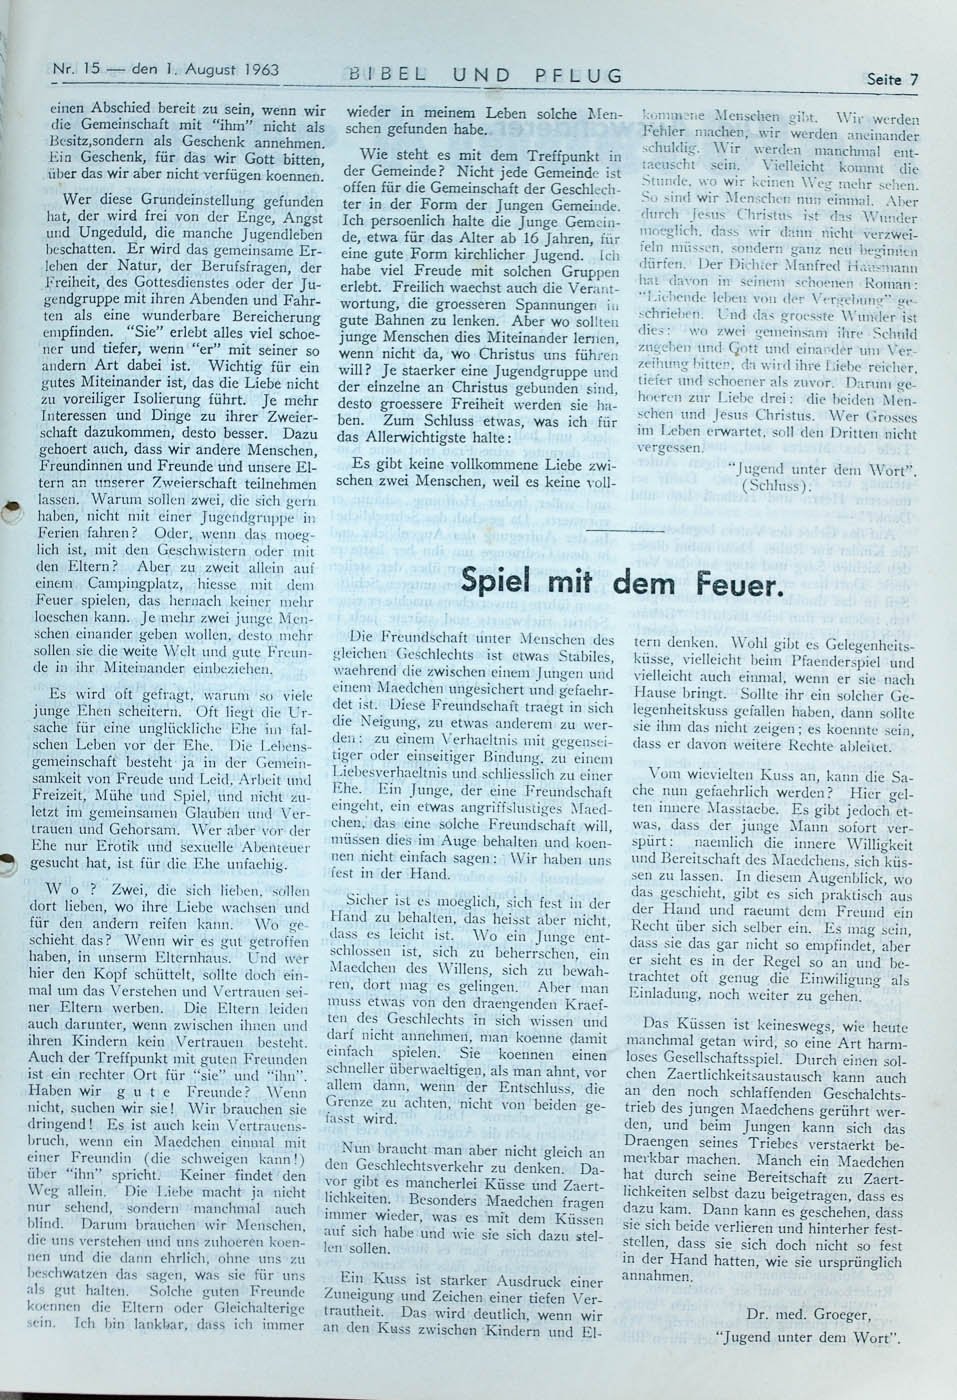 Nr. 15 — den 1. August 1963
BIBEL UND PFLUG
Seite 7
einen Abschied bereit zu sein, wenn wir
die Gemeinschaft mit “ihm” nicht als
Besitz,sondern als Geschenk annehmen.
Ein Geschenk, für das wir Gott bitten,
über das wir aber nicht verfügen koennen.
Wer diese Grundeinstellung gefunden
hat, der wird frei von der Enge, Angst
und Ungeduld, die manche Jugendleben
beschatten. Er wird das gemeinsame Er-
leben der Natur, der Berufsfragen, der
Freiheit, des Gottesdienstes oder der Ju-
gendgruppe mit ihren Abenden und Fahr-
ten als eine wunderbare Bereicherung
empfinden. “Sie” erlebt alles viel schoe-
ner und tiefer, wenn “er” mit seiner so
andern Art dabei ist. Wichtig für ein
gutes Miteinander ist, das die Liebe nicht
zu voreiliger Isolierung führt. Je mehr
Interessen und Dinge zu ihrer Zweier-
schaft dazukommen, desto besser. Dazu
gehoert auch, das wir andere Menschen,
Freundinnen und Freunde und unsere El-
tern an unserer Zweierschaft teilnehmen
lassen. Warum sollen zwei, die sich gern
haben, nicht mit einer Jugendgruppe in
Ferien fahren? Oder, wenn das moeg-
lich ist, mit den Geschwistern oder mit
den Eltern? Aber zu zweit allein auf
einem Campingplatz, hiesse mit dem
Feuer spielen, das hernach keiner mehr
loeschen kann. Je mehr zwei junge Men-
schen einander geben wollen, desto mehr
sollen sie die weite Welt und gute Freun-
de in ihr Miteinander einbeziehen.
Es wird oft gefragt, warum so viele
junge Ehen scheitern. Oft liegt die Ur-
sache für eine unglückliche Ehe im fal-
schen Leben vor der Ehe. Die Lebens-
gemeinschaft besteht ja in der Gemein-
samkeit von Freude und Leid, Arbeit und
Freizeit, Mühe und Spiel, und nicht zu-
letzt im gemeinsamen Glauben und Ver-
trauen und Gehorsam. Wer aber vor der
Ehe nur Erotik und sexuelle Abenteuer
gesucht hat, ist für die Ehe unfaehig.
W o ? Zwei, die sich lieben, sollen
dort lieben, wo ihre Liebe wachsen und
für den andern reifen kann. Wo ge-
schieht das? Wenn wir es gut getroffen
haben, in unserm Elternhaus. Und wer
hier den Kopf schüttelt, sollte doch ein-
mal um das Verstehen und Vertrauen sei-
ner Eltern werben. Die Eltern leiden
auch darunter, wenn zwischen ihnen und
ihren Kindern kein Vertrauen besteht.
Auch der Treffpunkt mit guten Freunden
ist ein rechter Ort für “sie” und “ihn”.
Haben wir g u t e Freunde? Wenn
nicht, suchen wir sie! Wir brauchen sie
dringend! Es ist auch kein Vertrauens-
bruch, wenn ein Maedchen einmal mit
einer Freundin (die schweigen kann!)
über “ihn” spricht. Keiner findet den
Weg allein. Die Liebe macht ja nicht
nur sehend, sondern manchmal auch
blind. Darum brauchen wir Menschen,
die uns verstehen und uns zuhoeren koen-
nen und die dann ehrlich, ohne uns zu
beschwatzen das sagen, was sie für uns
als gut halten. Solche guten Freunde
koennen die Eltern oder Gleichalterige
sein. Ich bin lankbar, dass ich immer
wieder in meinem Leben solche Men-
schen gefunden habe.
Wie steht es mit dem Treffpunkt in
der Gemeinde? Nicht jede Gemeinde ist
offen für die Gemeinschaft der Geschlech-
ter in der Form der Jungen Gemeinde.
Ich persoenlich halte die Junge Gemein-
de, etwa für das Alter ab 16 Jahren, für
eine gute Form kirchlicher Jugend. Ich
habe viel Freude mit solchen Gruppen
erlebt. Freilich waechst auch die Verant-
wortung, die groesseren Spannungen in
gute Bahnen zu lenken. Aber wo sollten
junge Menschen dies Miteinander lernen,
wenn nicht da, wo Christus uns führen
will? Je staerker eine Jugendgruppe und
der einzelne an Christus gebunden sind,
desto groessere Freiheit werden sie ha-
ben. Zum Schluss etwas, was ich für
das Allerwichtigste halte:
Es gibt keine vollkommene Liebe zwi-
schen zwei Menschen, weil es keine voll-
kommene Menschen gibt. Wir werden
Fehler machen, wir werden aneinander
schuldig. Wir werden manchmal ent-
taeuscht sein. Vielleicht kommt die
Stunde, wo wir keinen Weg mehr sehen.
So sind wir Menschen nun einmal. Aber
durch Jesus Christus ist das Wunder
moeglich, dass wir dann nicht verzwei-
feln müssen, sondern ganz neu beginnen
dürfen. Der Dichter Manfred Hausmann
hat davon in seinem schoenen Roman:
“Liebende leben von der Vergebung” ge-
schrieben. Und das groesste Wunder ist
dies: wo zwei gemeinsam ihre Schuld
zugeben und Gott und einander um Ver-
zeihung bitten, da wird ihre Liebe reicher,
tiefer und schoener als zuvor. Darum ge-
hoeren zur Liebe drei: die beiden Men-
schen und Jesus Christus. Wer Grosses
im Leben erwartet, soll den Dritten nicht
vergessen.
“Jugend unter dem Wort”.
(Schluss).
Spiel mit dem Feuer.
Die Freundschaft unter Menschen des
gleichen Geschlechts ist etwas Stabiles,
waehrend die zwischen einem Jungen und
einem Maedchen ungesichert und gefaehr-
det ist. Diese Freundschaft traegt in sich
die Neigung, zu etwas anderem zu wer-
den: zu einem Verhaeltnis mit gegensei-
tiger oder einseitiger Bindung, zu einem
Liebesverhaeltnis und schliesslich zu einer
Ehe. Ein Junge, der eine Freundschaft
eingeht, ein etwas angriffslustiges Maed-
chen, das eine solche Freundschaft will,
müssen dies im Auge behalten und koen-
nen nicht einfach sagen: Wir haben uns
fest in der Hand.
Sicher ist es moeglich, sich fest in der
Hand zu behalten, das heisst aber nicht,
dass es leicht ist. Wo ein Junge ent-
schlossen ist, sich zu beherrschen, ein
Maedchen des Willens, sich zu bewah-
ren, dort mag es gelingen. Aber man
muss etwas von den draengenden Kraef-
ten des Geschlechts in sich wissen und
darf nicht annehmen, man koenne damit
einfach spielen. Sie koennen einen
schneller überwaeltigen, als man ahnt, vor
allem dann, wenn der Entschluss, die
Grenze zu achten, nicht von beiden ge-
fasst wird.
Nun braucht man aber nicht gleich an
den Geschlechtsverkehr zu denken. Da-
vor gibt es mancherlei Küsse und Zaert-
lichkeiten. Besonders Maedchen fragen
immer wieder, was es mit dem Küssen
auf sich habe und wie sie sich dazu stel-
len sollen.
Ein Kuss ist starker Ausdruck einer
Zuneigung und Zeichen einer tiefen Ver-
trautheit. Das wird deutlich, wenn wir
an den Kuss zwischen Kindern und El-
tern denken. Wohl gibt es Gelegenheits-
küsse, vielleicht beim Pfaenderspiel und
vielleicht auch einmal, wenn er sie nach
Hause bringt. Sollte ihr ein solcher Ge-
legenheitskuss gefallen haben, dann sollte
sie ihm das nicht zeigen; es koennte sein,
dass er davon weitere Rechte ableitet.
Vom wievielten Kuss an, kann die Sa-
che nun gefaehrlich werden? Hier gel-
ten innere Masstaebe. Es gibt jedoch et-
was, dass der junge Mann sofort ver-
spürt: naemlich die innere Willigkeit
und Bereitschaft des Maedchens, sich küs-
sen zu lassen. In diesem Augenblick, wo
das geschieht, gibt es sich praktisch aus
der Hand und raeumt dem Freund ein
Recht über sich selber ein. Es mag sein,
dass sie das gar nicht so empfindet, aber
er sieht es in der Regel so an und be-
trachtet oft genug die Einwilligung als
Einladung, noch weiter zu gehen.
Das Küssen ist keineswegs, wie heute
manchmal getan wird, so eine Art harm-
loses Gesellschaftsspiel. Durch einen sol-
chen Zaertlichkeitsaustausch kann auch
an den noch schlaffenden Geschalchts-
trieb des jungen Maedchens gerührt wer-
den, und beim Jungen kann sich das
Draengen seines Triebes verstaerkt be-
merkbar machen. Manch ein Maedchen
hat durch seine Bereitschaft zu Zaert-
lichkeiten selbst dazu beigetragen, dass es
dazu kam. Dann kann es geschehen, dass
sie sich beide verlieren und hinterher fest-
stellen, dass sie sich doch nicht so fest
in der Hand hatten, wie sie ursprünglich
annahmen.
Dr. med. Groeger,
“Jugend unter dem Wort”.